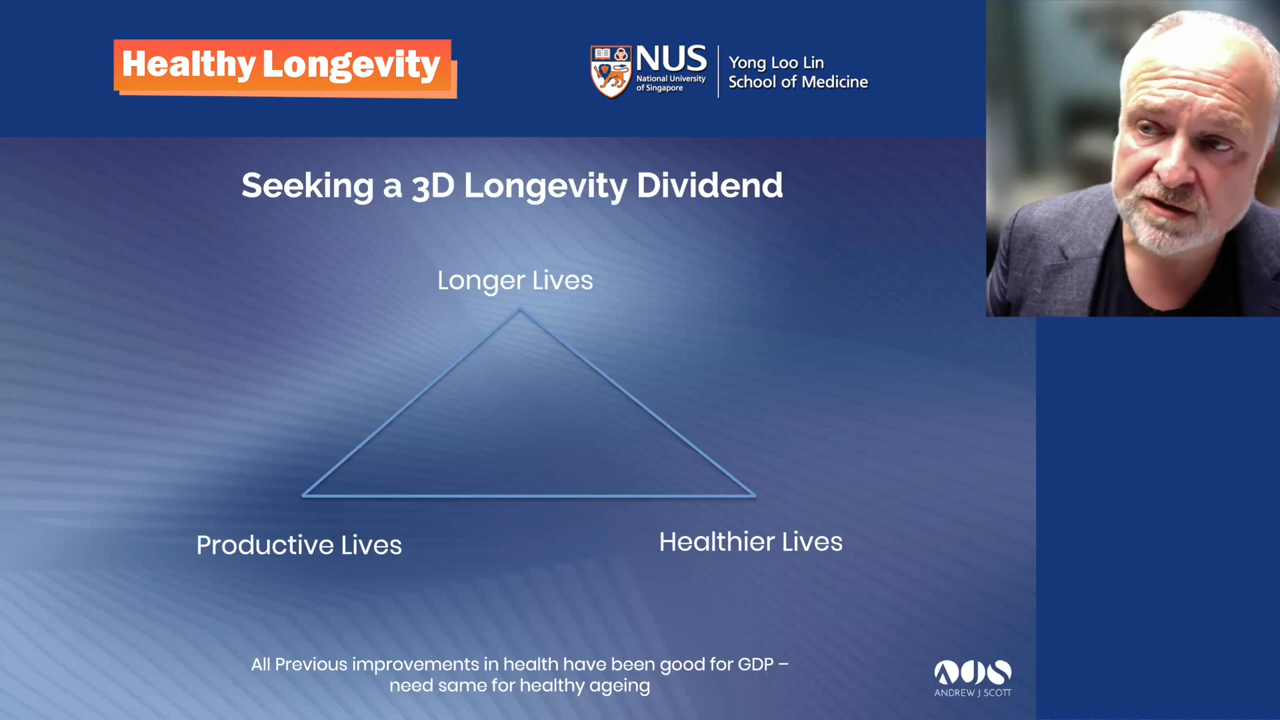 Healthy Longevity
NUS
National University
of Singapore
Yong Loo Lin
School of Medicine
Seeking a 3D Longevity Dividend
Longer Lives
Productive Lives
Healthier Lives
All Previous improvements in health have been good for GDP –
need same for healthy ageing
AJS
ANDREW J SCOTT